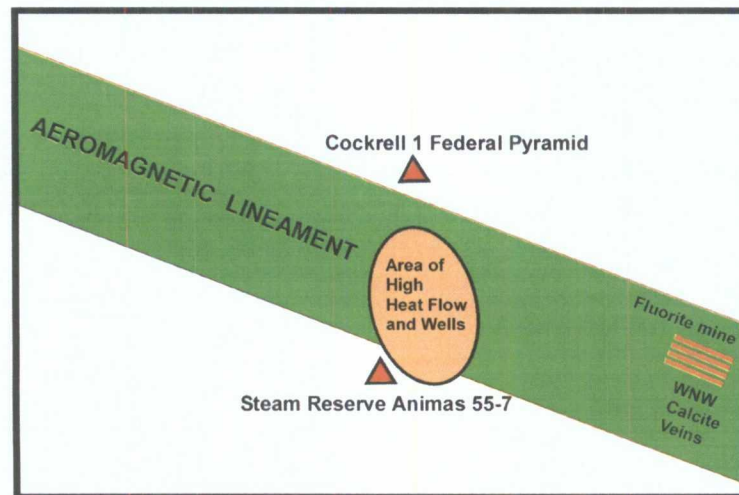 AEROMAGNETIC LINEAMENT
Cockrell 1 Federal Pyramid
Area of
High
Heat Flow
and Wells
Steam Reserve Animas 55-7
Fluorite mine
WNW
Calcite
Veins